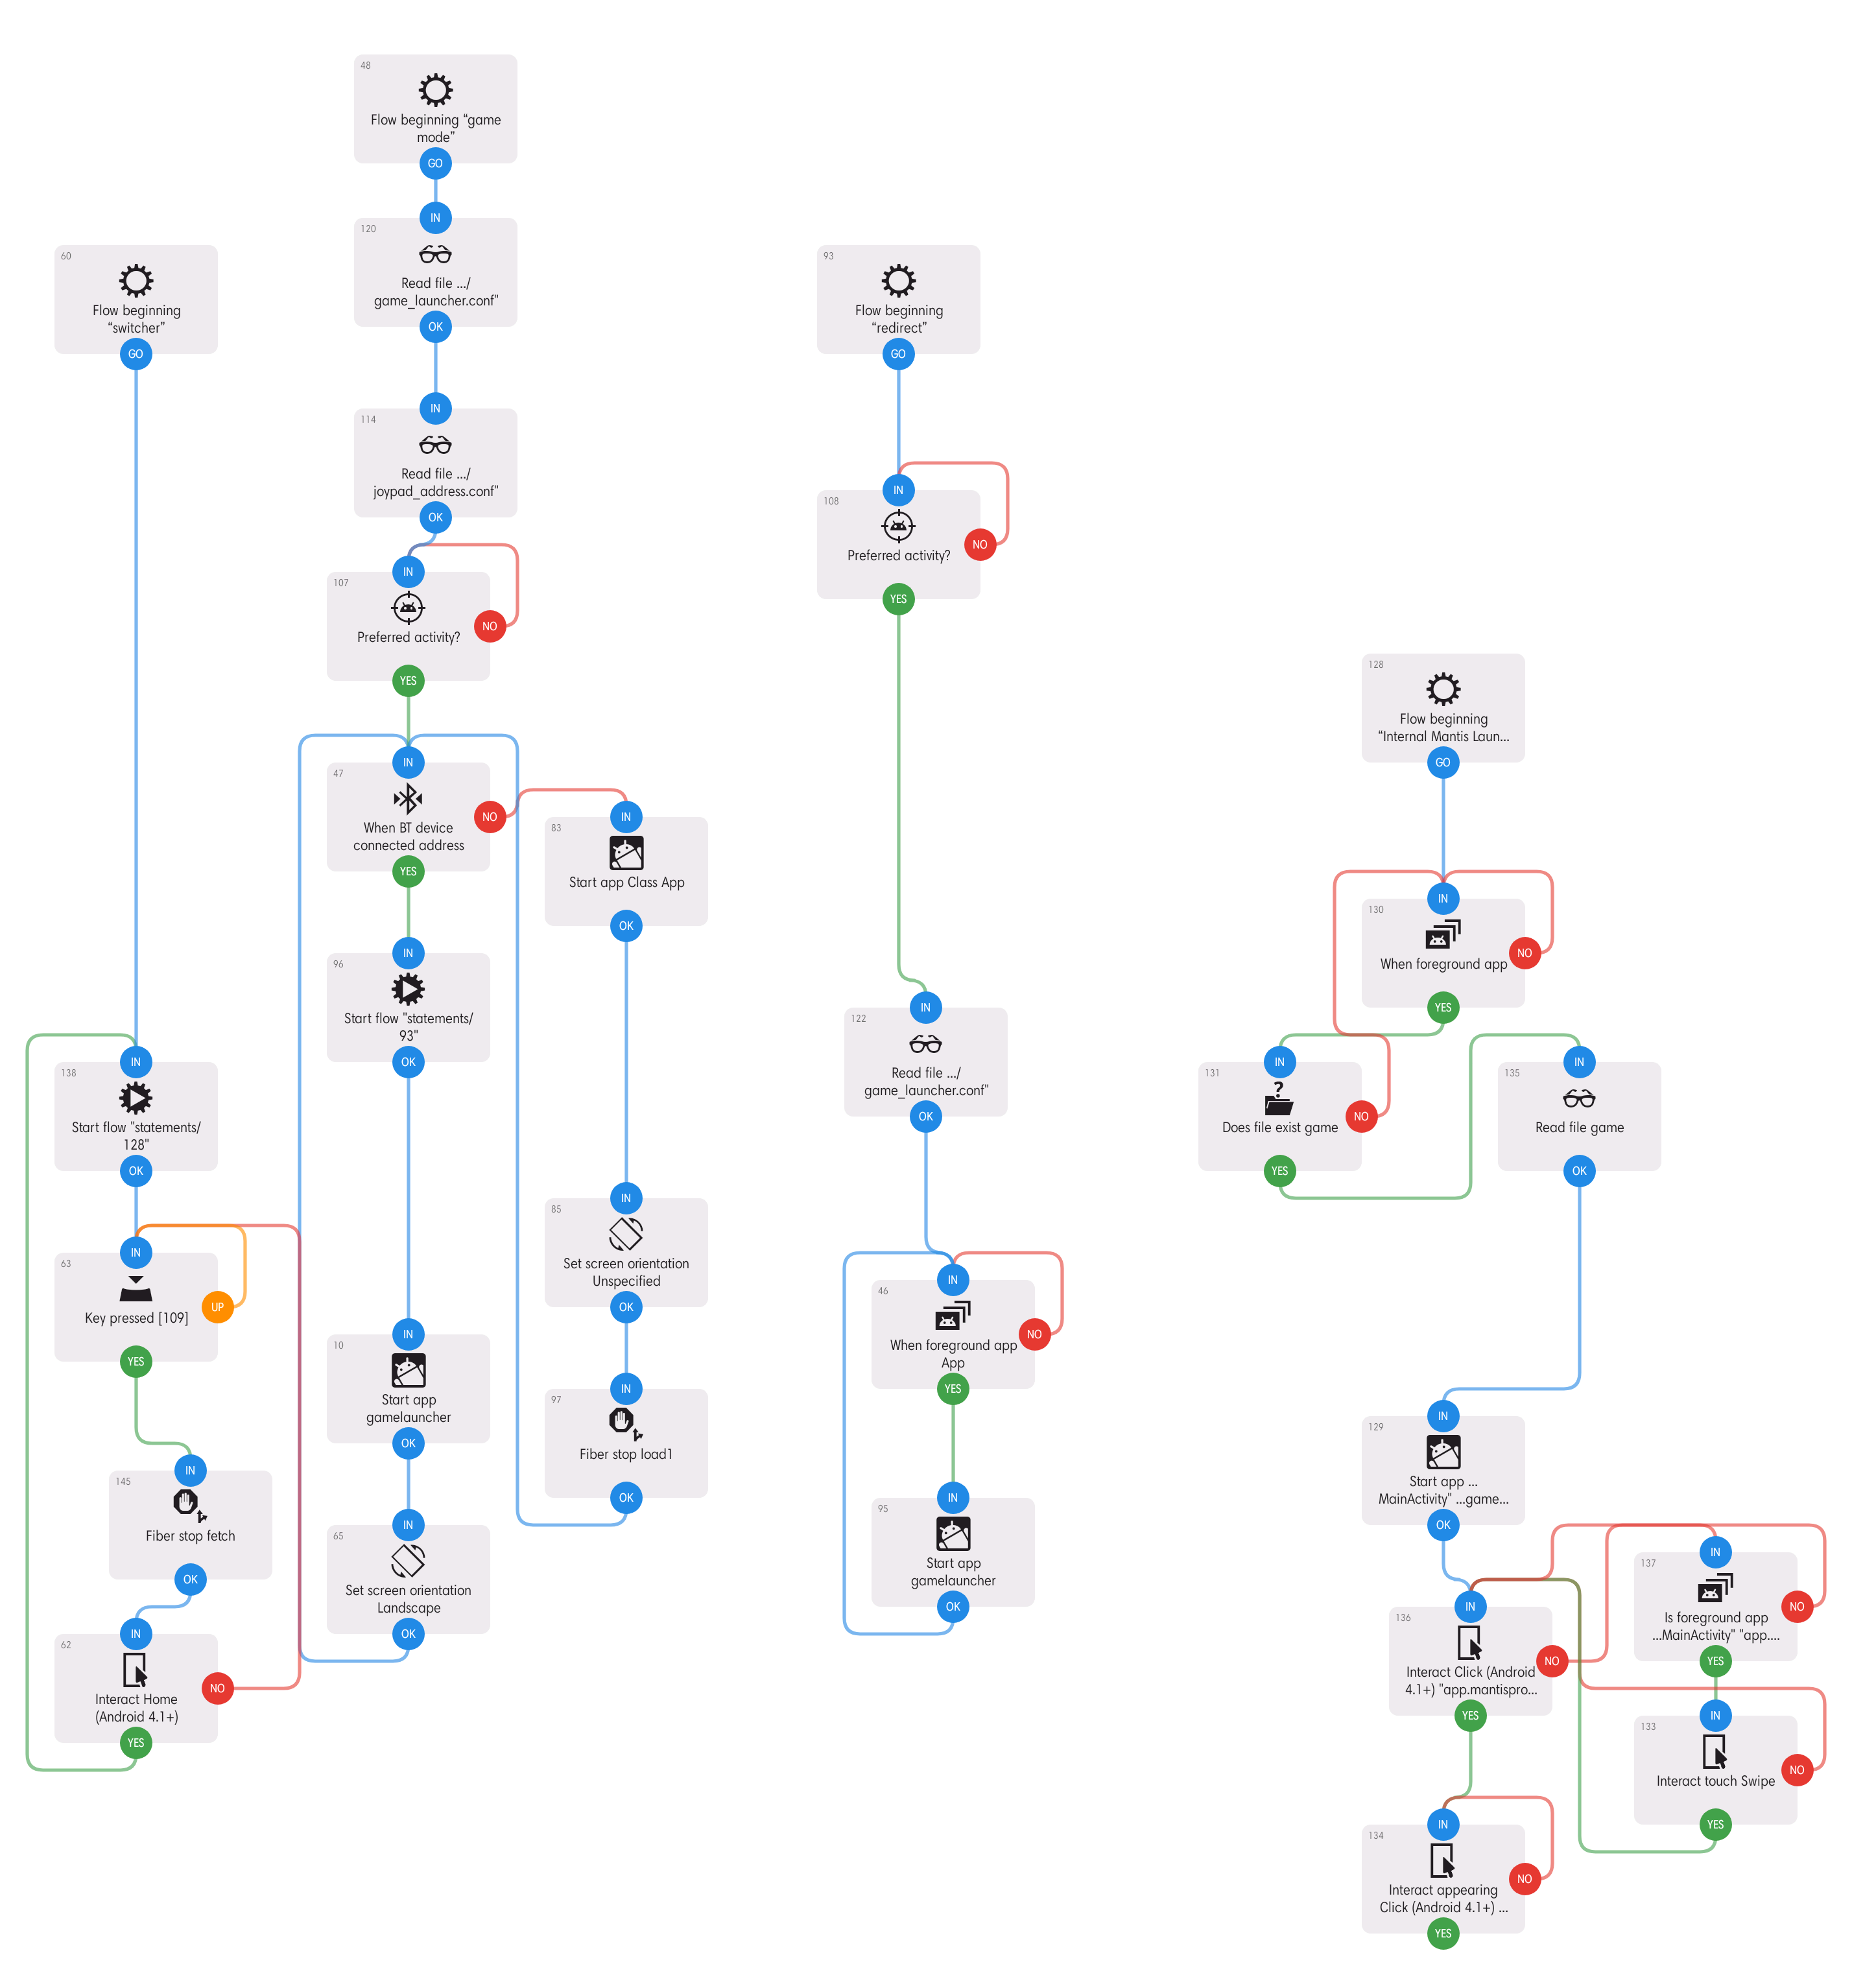 48
Flow beginning “game
mode”
GO
IN
120
Read file .../
game_launcher.conf"
OK
IN
114
Read file .../
joypad_address.conf"
OK
IN
107
Preferred activity?
NO
YES
IN
47
When BT device
connected address
NO
YES
IN
96
Start flow "statements/
93"
OK
IN
10
Start app
gamelauncher
OK
IN
65
Set screen orientation
Landscape
OK
IN
83
Start app Class App
OK
IN
85
Set screen orientation
Unspecified
OK
IN
97
Fiber stop load1
OK
60
Flow beginning
“switcher”
GO
IN
138
Start flow "statements/
128"
OK
IN
63
Key pressed [109]
UP
YES
IN
145
Fiber stop fetch
OK
IN
62
Interact Home
(Android 4.1+)
NO
YES
93
Flow beginning
“redirect”
GO
IN
108
Preferred activity?
NO
YES
IN
122
Read file .../
game_launcher.conf"
OK
IN
46
When foreground app
App
NO
YES
IN
95
Start app
gamelauncher
OK
128
Flow beginning
“Internal Mantis Laun...
GO
IN
130
When foreground app
NO
YES
IN
131
Does file exist game
NO
YES
IN
135
Read file game
OK
IN
129
Start app ...
MainActivity" ...game...
OK
IN
136
Interact Click (Android
4.1+) "app.mantispro...
NO
YES
IN
137
Is foreground app
...MainActivity" "app....
NO
YES
IN
133
Interact touch Swipe
NO
YES
IN
134
Interact appearing
Click (Android 4.1+) ...
NO
YES